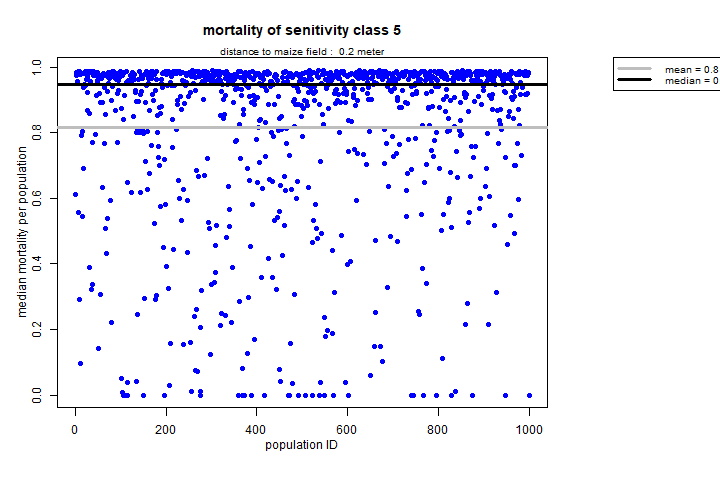 mortality of senitivity class 5
distance to maize field : 0.2 meter
mean = 0.8
median = 0
median mortality per population
1.0
0.8
0.6
0.4
0.2
0.0
0 200 400 600 800 1000
population ID